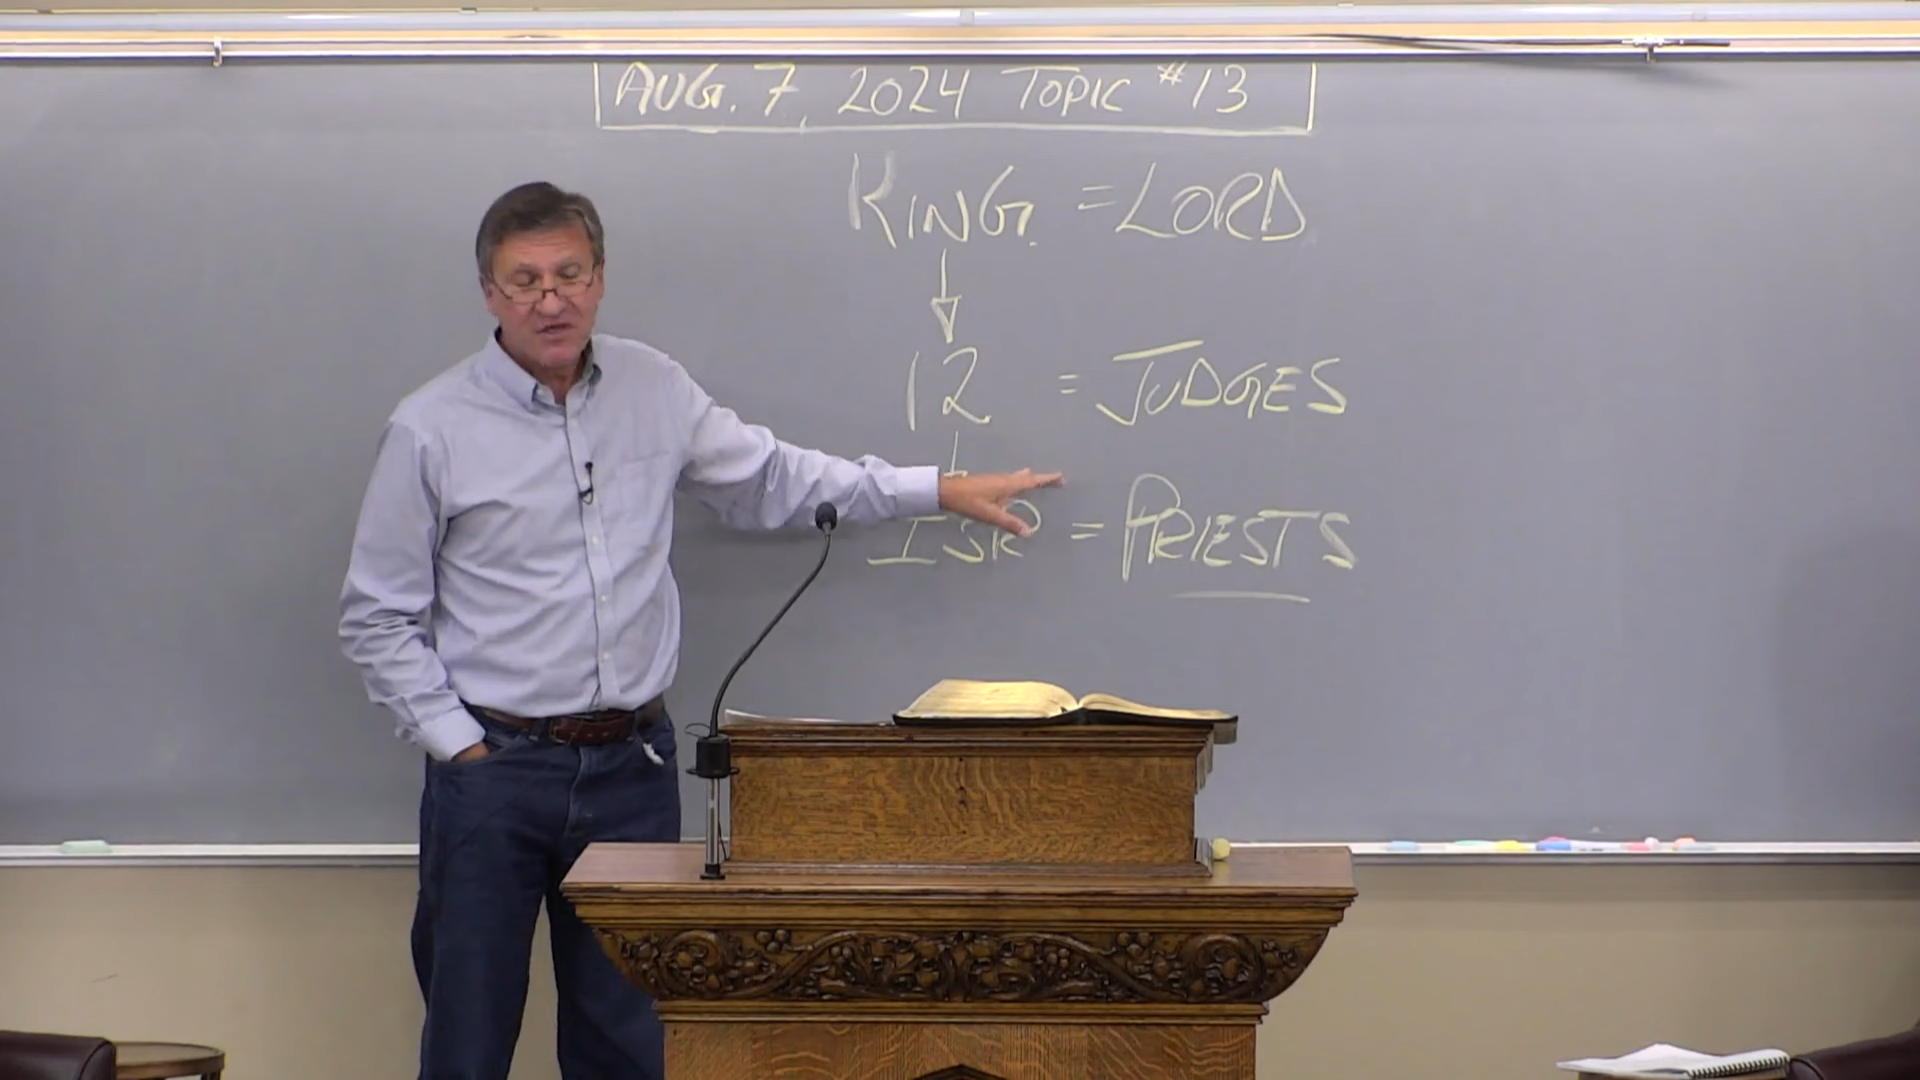 AUG. 7, 2024 TOPIC #13
KING. = LORD
12 = JUDGES
ISR = PRIESTS